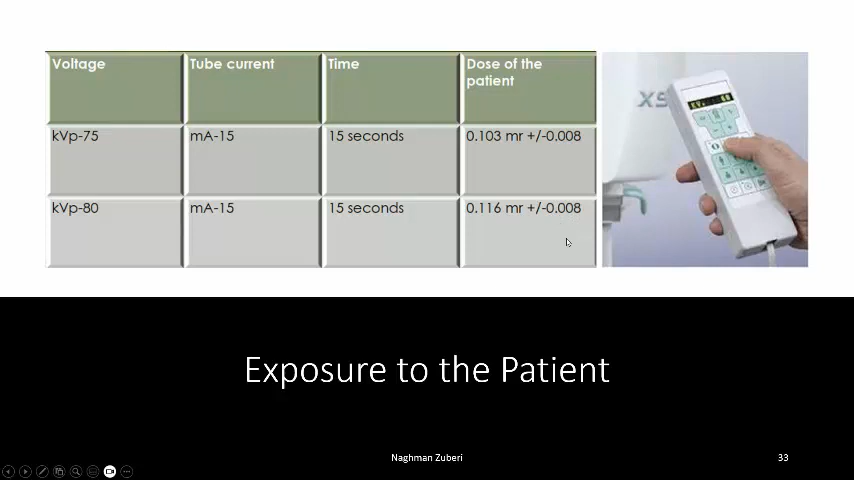 Voltage
Tube current
Time
Dose of the
patient
kVp-75
mA-15
15 seconds
0.103 mr +/-0.008
kVp-80
mA-15
15 seconds
0.116 mr +/-0.008
XS
Exposure to the Patient
Naghman Zuberi
33